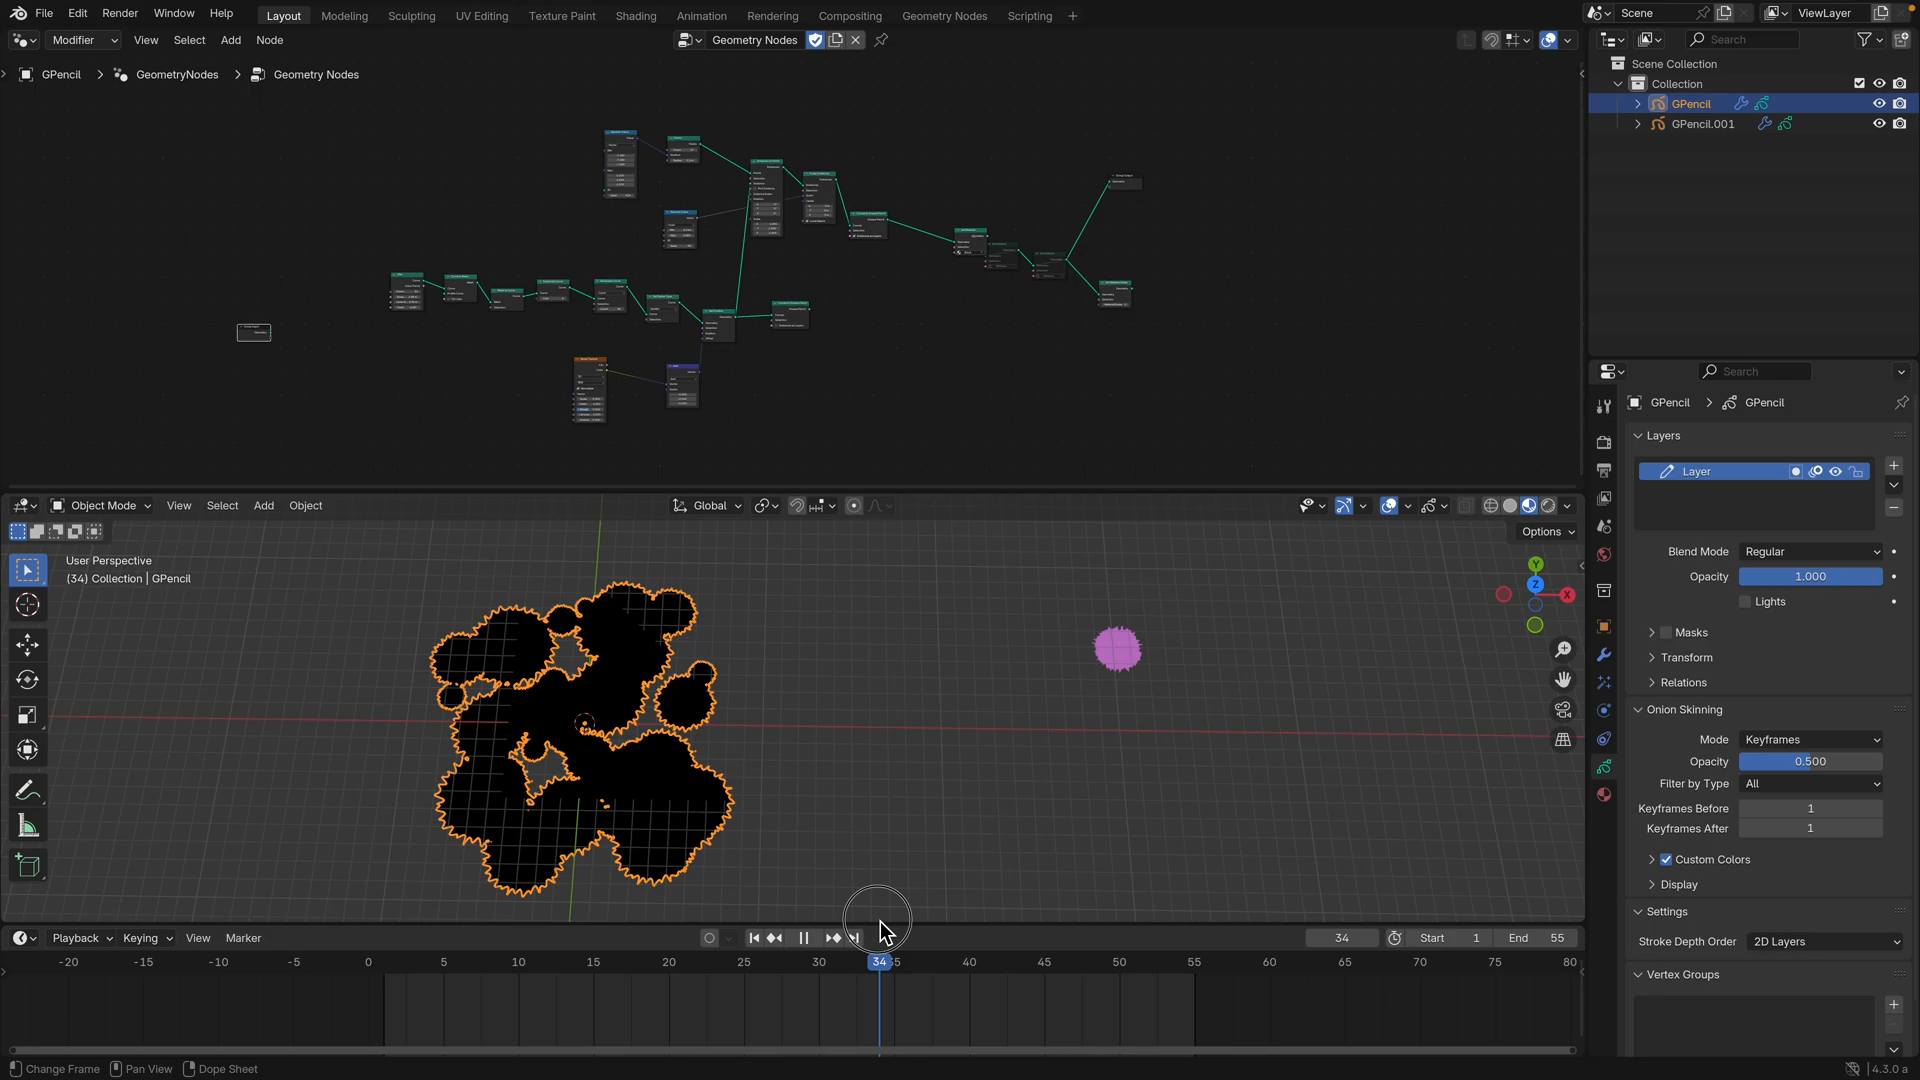 File Edit Render Window Help Layout Modeling Sculpting UV Editing Texture Paint Shading Animation Rendering Compositing Geometry Nodes Scripting Scene ViewLayer
Modifier View Select Add Node Geometry Nodes Search
GPencil GeometryNodes Geometry Nodes
Scene Collection
Collection
GPencil
GPencil.001
Search
GPencil GPencil
Layers
Layer
Blend Mode Regular
Opacity 1.000
Lights
Masks
Transform
Relations
Onion Skinning
Mode Keyframes
Opacity 0.500
Filter by Type All
Keyframes Before 1
Keyframes After 1
Custom Colors
Display
Settings
Stroke Depth Order 2D Layers
Vertex Groups
Object Mode View Select Add Object Global
Options
User Perspective
(34) Collection | GPencil
Y
Z
X
Playback Keying View Marker 34 Start 1 End 55
-20 -15 -10 -5 0 5 10 15 20 25 30 34 35 40 45 50 55 60 65 70 75 80
Change Frame Pan View Dope Sheet 4.3.0 a